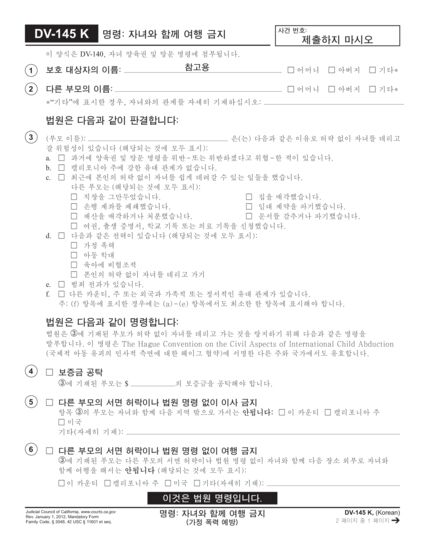 DV-145 K 명령: 자녀와 함께 여행 금지
사건 번호:
제출하지 마시오
이 양식은 DV-140, 자녀 양육권 및 방문 명령에 첨부됩니다.
1 보호 대상자의 이름: 참고용 □ 어머니 □ 아버지 □ 기타*
2 다른 부모의 이름: □ 어머니 □ 아버지 □ 기타*
*“기타”에 표시한 경우, 자녀와의 관계를 자세히 기재하십시오:
법원은 다음과 같이 판결합니다:
3 (부모 이름): 은(는) 다음과 같은 이유로 허락 없이 자녀를 데리고
갈 위험성이 있습니다 (해당되는 것에 모두 표시):
a. □ 과거에 양육권 및 방문 명령을 위반-또는 위반하겠다고 위협-한 적이 있습니다.
b. □ 캘리포니아 주에 강한 유대 관계가 없습니다.
c. □ 최근에 본인의 허락 없이 자녀를 쉽게 데려갈 수 있는 일들을 했습니다.
다른 부모는 (해당되는 것에 모두 표시):
□ 직장을 그만두었습니다. □ 집을 매각했습니다.
□ 은행 계좌를 폐쇄했습니다. □ 임대 계약을 파기했습니다.
□ 재산을 매각하거나 처분했습니다. □ 문서를 감추거나 파기했습니다.
□ 여권, 출생 증명서, 학교 기록 또는 의료 기록을 신청했습니다.
d. □ 다음과 같은 전력이 있습니다 (해당되는 것에 모두 표시):
□ 가정 폭력
□ 아동 학대
□ 육아에 비협조적
□ 본인의 허락 없이 자녀를 데리고 가기
e. □ 범죄 전과가 있습니다.
f. □ 다른 카운티, 주 또는 외국과 가족적 또는 정서적인 유대 관계가 있습니다.
주: (f) 항목에 표시한 경우에는 (a)-(e) 항목에서도 최소한 한 항목에 표시해야 합니다.
법원은 다음과 같이 명령합니다:
법원은 ③에 기재된 부모가 허락 없이 자녀를 데리고 가는 것을 방지하기 위해 다음과 같은 명령을
발부합니다. 이 명령은 The Hague Convention on the Civil Aspects of International Child Abduction
(국제적 아동 유괴의 민사적 측면에 대한 헤이그 협약)에 서명한 다른 주와 국가에서도 유효합니다.
4 □ 보증금 공탁
③에 기재된 부모는 $ 의 보증금을 공탁해야 합니다.
5 □ 다른 부모의 서면 허락이나 법원 명령 없이 이사 금지
항목 ③의 부모는 자녀와 함께 다음 지역 밖으로 가서는 안됩니다: □ 이 카운티 □ 캘리포니아 주
□ 미국
기타(자세히 기재):
6 □ 다른 부모의 서면 허락이나 법원 명령 없이 여행 금지
③에 기재된 부모는 다른 부모의 서면 허락이나 법원 명령 없이 자녀와 함께 다음 장소 외부로 자녀와
함께 여행을 해서는 안됩니다 (해당되는 것에 모두 표시):
□ 이 카운티 □ 캘리포니아 주 □ 미국 □ 기타(자세히 기재):
이것은 법원 명령입니다.
Judicial Council of California, www.courts.ca.gov
Rev. January 1, 2012, Mandatory Form
Family Code, § 3048, 42 USC § 11601 et seq.
명령: 자녀와 함께 여행 금지
(가정 폭력 예방)
DV-145 K, (Korean)
2 페이지 중 1 페이지 →